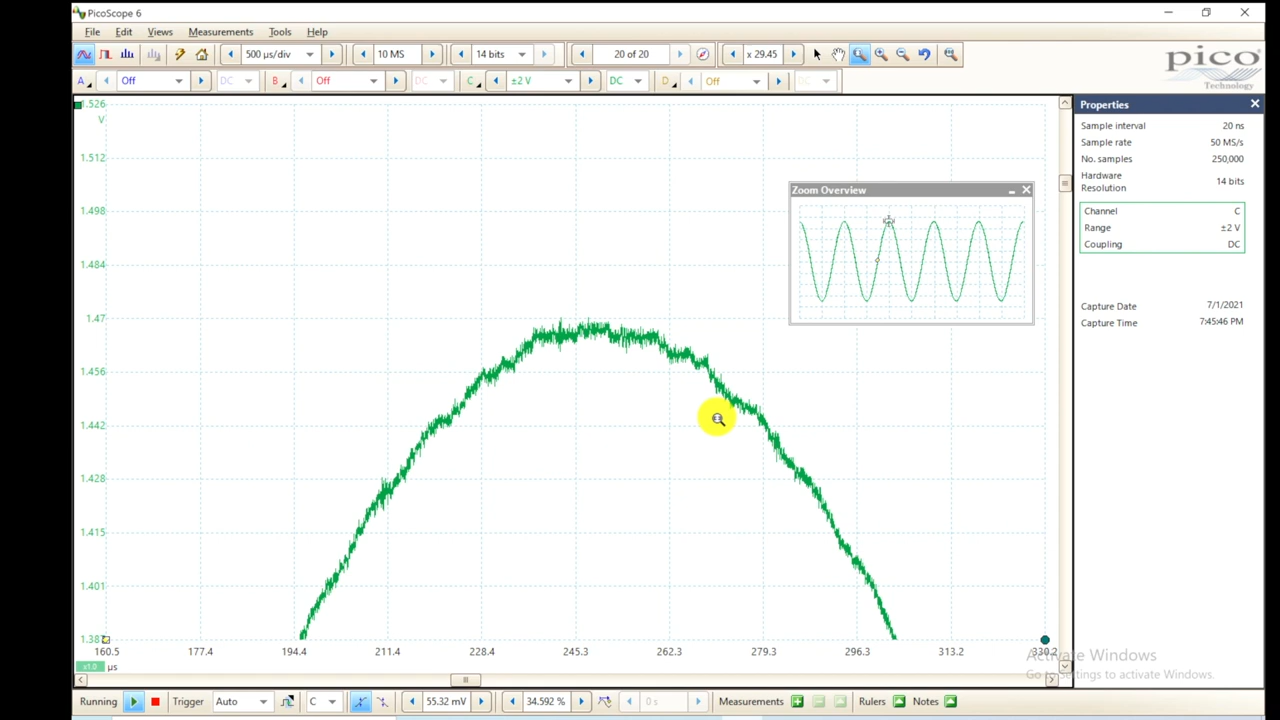 PicoScope 6
File Edit Views Measurements Tools Help
500 µs/div 10 MS 14 bits 20 of 20 x 29.45
A Off DC B Off DC C ±2 V DC D Off DC
pico
Technology
1.526
V
1.512
1.498
1.484
1.47
1.456
1.442
1.428
1.415
1.401
1.387
160.5 177.4 194.4 211.4 228.4 245.3 262.3 279.3 296.3 313.2 330.2
x1.0 µs
Zoom Overview
Properties
Sample interval 20 ns
Sample rate 50 MS/s
No. samples 250,000
Hardware
Resolution 14 bits
Channel C
Range ±2 V
Coupling DC
Capture Date 7/1/2021
Capture Time 7:45:46 PM
Activate Windows
Go to Settings to activate Windows.
Running Trigger Auto C 55.32 mV 34.592 % 0 s Measurements Rulers Notes